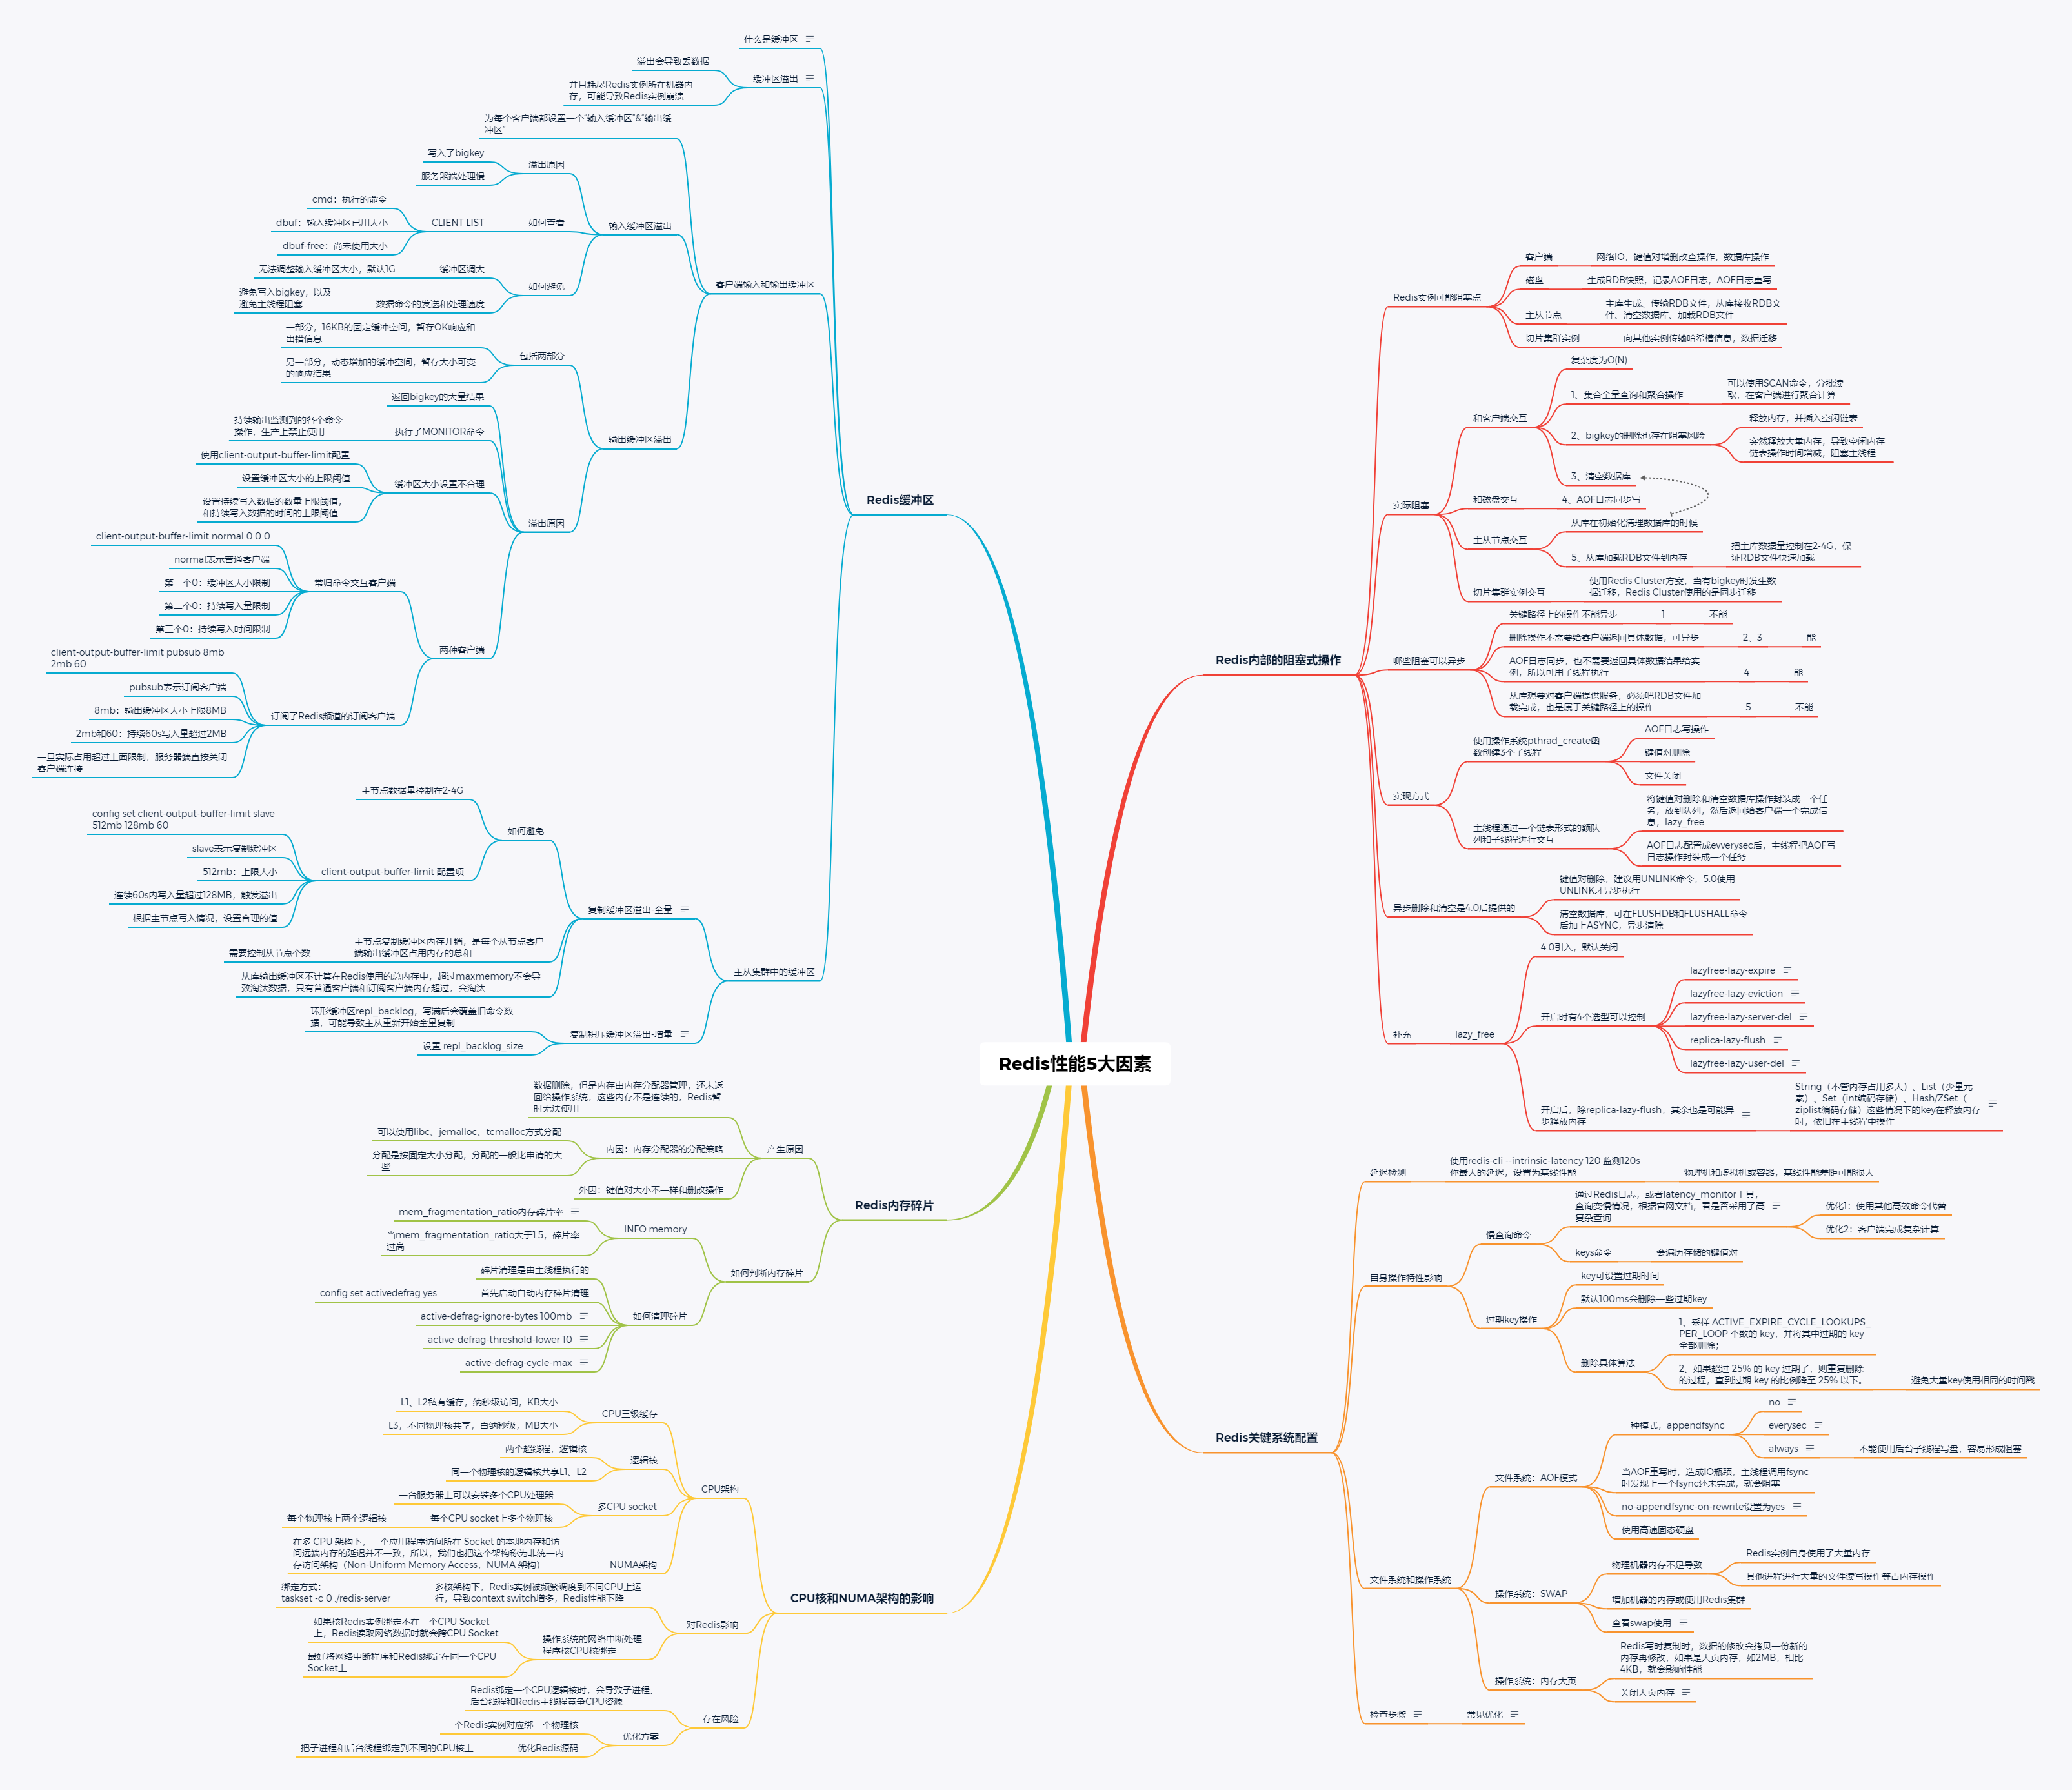 Redis性能5大因素
Redis内部的阻塞式操作
Redis实例可能阻塞点
客户端
网络IO，键值对增删改查操作，数据库操作
磁盘
生成RDB快照，记录AOF日志，AOF日志重写
主从节点
主库生成、传输RDB文件，从库接收RDB文
件、清空数据库、加载RDB文件
切片集群实例
向其他实例传输哈希槽信息，数据迁移
实际阻塞
和客户端交互
复杂度为O(N)
1、集合全量查询和聚合操作
可以使用SCAN命令，分批读
取，在客户端进行聚合计算
2、bigkey的删除也存在阻塞风险
释放内存，并插入空闲链表
突然释放大量内存，导致空闲内存
链表操作时间增减，阻塞主线程
3、清空数据库
和磁盘交互
4、AOF日志同步写
主从节点交互
从库在初始化清理数据库的时候
5、从库加载RDB文件到内存
把主库数据量控制在2-4G，保
证RDB文件快速加载
切片集群实例交互
使用Redis Cluster方案，当有bigkey时发生数
据迁移，Redis Cluster使用的是同步迁移
哪些阻塞可以异步
关键路径上的操作不能异步
1
不能
删除操作不需要给客户端返回具体数据，可异步
2、3
能
AOF日志同步，也不需要返回具体数据结果给实
例，所以可用子线程执行
4
能
从库想要对客户端提供服务，必须吧RDB文件加
载完成，也是属于关键路径上的操作
5
不能
实现方式
使用操作系统pthrad_create函
数创建3个子线程
AOF日志写操作
键值对删除
文件关闭
主线程通过一个链表形式的额队
列和子线程进行交互
将键值对删除和清空数据库操作封装成一个任
务，放到队列，然后返回给客户端一个完成信
息，lazy_free
AOF日志配置成evverysec后，主线程把AOF写
日志操作封装成一个任务
异步删除和清空是4.0后提供的
键值对删除，建议用UNLINK命令，5.0使用
UNLINK才异步执行
清空数据库，可在FLUSHDB和FLUSHALL命令
后加上ASYNC，异步清除
补充
lazy_free
4.0引入，默认关闭
开启时有4个选型可以控制
lazyfree-lazy-expire
lazyfree-lazy-eviction
lazyfree-lazy-server-del
replica-lazy-flush
lazyfree-lazy-user-del
开启后，除replica-lazy-flush，其余也是可能异
步释放内存
String（不管内存占用多大）、List（少量元
素）、Set（int编码存储）、Hash/ZSet（
ziplist编码存储）这些情况下的key在释放内存
时，依旧在主线程中操作
Redis关键系统配置
延迟检测
使用redis-cli --intrinsic-latency 120 监测120s
你最大的延迟，设置为基线性能
物理机和虚拟机或容器，基线性能差距可能很大
自身操作特性影响
慢查询命令
通过Redis日志，或者latency_monitor工具，
查询变慢情况，根据官网文档，看是否采用了高
复杂查询
优化1：使用其他高效命令代替
优化2：客户端完成复杂计算
keys命令
会遍历存储的键值对
过期key操作
key可设置过期时间
默认100ms会删除一些过期key
删除具体算法
1、采样 ACTIVE_EXPIRE_CYCLE_LOOKUPS_
PER_LOOP 个数的 key，并将其中过期的 key
全部删除；
2、如果超过 25% 的 key 过期了，则重复删除
的过程，直到过期 key 的比例降至 25% 以下。
避免大量key使用相同的时间戳
文件系统和操作系统
文件系统：AOF模式
三种模式，appendfsync
no
everysec
always
不能使用后台子线程写盘，容易形成阻塞
当AOF重写时，造成IO瓶颈，主线程调用fsync
时发现上一个fsync还未完成，就会阻塞
no-appendfsync-on-rewrite设置为yes
使用高速固态硬盘
操作系统：SWAP
物理机器内存不足导致
Redis实例自身使用了大量内存
其他进程进行大量的文件读写操作等占内存操作
增加机器的内存或使用Redis集群
查看swap使用
操作系统：内存大页
Redis写时复制时，数据的修改会拷贝一份新的
内存再修改，如果是大页内存，如2MB，相比
4KB，就会影响性能
关闭大页内存
检查步骤
常见优化
Redis缓冲区
什么是缓冲区
缓冲区溢出
溢出会导致丢数据
并且耗尽Redis实例所在机器内
存，可能导致Redis实例崩溃
客户端输入和输出缓冲区
为每个客户端都设置一个“输入缓冲区”&“输出缓
冲区”
输入缓冲区溢出
溢出原因
写入了bigkey
服务器端处理慢
如何查看
CLIENT LIST
cmd：执行的命令
dbuf：输入缓冲区已用大小
dbuf-free：尚未使用大小
如何避免
缓冲区调大
无法调整输入缓冲区大小，默认1G
数据命令的发送和处理速度
避免写入bigkey，以及
避免主线程阻塞
输出缓冲区溢出
包括两部分
一部分，16KB的固定缓冲空间，暂存OK响应和
出错信息
另一部分，动态增加的缓冲空间，暂存大小可变
的响应结果
溢出原因
返回bigkey的大量结果
执行了MONITOR命令
持续输出监测到的各个命令
操作，生产上禁止使用
缓冲区大小设置不合理
使用client-output-buffer-limit配置
设置缓冲区大小的上限阈值
设置持续写入数据的数量上限阈值，
和持续写入数据的时间的上限阈值
两种客户端
常归命令交互客户端
client-output-buffer-limit normal 0 0 0
normal表示普通客户端
第一个0：缓冲区大小限制
第二个0：持续写入量限制
第三个0：持续写入时间限制
订阅了Redis频道的订阅客户端
client-output-buffer-limit pubsub 8mb
2mb 60
pubsub表示订阅客户端
8mb：输出缓冲区大小上限8MB
2mb和60：持续60s写入量超过2MB
一旦实际占用超过上面限制，服务器端直接关闭
客户端连接
主从集群中的缓冲区
复制缓冲区溢出-全量
如何避免
主节点数据量控制在2-4G
client-output-buffer-limit 配置项
config set client-output-buffer-limit slave
512mb 128mb 60
slave表示复制缓冲区
512mb：上限大小
连续60s内写入量超过128MB，触发溢出
根据主节点写入情况，设置合理的值
主节点复制缓冲区内存开销，是每个从节点客户
端输出缓冲区占用内存的总和
需要控制从节点个数
从库输出缓冲区不计算在Redis使用的总内存中，超过maxmemory不会导
致淘汰数据，只有普通客户端和订阅客户端内存超过，会淘汰
复制积压缓冲区溢出-增量
环形缓冲区repl_backlog，写满后会覆盖旧命令数
据，可能导致主从重新开始全量复制
设置 repl_backlog_size
Redis内存碎片
产生原因
数据删除，但是内存由内存分配器管理，还未返
回给操作系统，这些内存不是连续的，Redis暂
时无法使用
内因：内存分配器的分配策略
可以使用libc、jemalloc、tcmalloc方式分配
分配是按固定大小分配，分配的一般比申请的大
一些
外因：键值对大小不一样和删改操作
如何判断内存碎片
INFO memory
mem_fragmentation_ratio内存碎片率
当mem_fragmentation_ratio大于1.5，碎片率
过高
如何清理碎片
碎片清理是由主线程执行的
首先启动自动内存碎片清理
config set activedefrag yes
active-defrag-ignore-bytes 100mb
active-defrag-threshold-lower 10
active-defrag-cycle-max
CPU核和NUMA架构的影响
CPU架构
CPU三级缓存
L1、L2私有缓存，纳秒级访问，KB大小
L3，不同物理核共享，百纳秒级，MB大小
逻辑核
两个超线程，逻辑核
同一个物理核的逻辑核共享L1、L2
多CPU socket
一台服务器上可以安装多个CPU处理器
每个CPU socket上多个物理核
每个物理核上两个逻辑核
NUMA架构
在多 CPU 架构下，一个应用程序访问所在 Socket 的本地内存和访
问远端内存的延迟并不一致，所以，我们也把这个架构称为非统一内
存访问架构（Non-Uniform Memory Access，NUMA 架构）
对Redis影响
多核架构下，Redis实例被频繁调度到不同CPU上运
行，导致context switch增多，Redis性能下降
绑定方式：
taskset -c 0 ./redis-server
操作系统的网络中断处理
程序核CPU核绑定
如果核Redis实例绑定不在一个CPU Socket
上，Redis读取网络数据时就会跨CPU Socket
最好将网络中断程序和Redis绑定在同一个CPU
Socket上
存在风险
Redis绑定一个CPU逻辑核时，会导致子进程、
后台线程和Redis主线程竞争CPU资源
优化方案
一个Redis实例对应绑一个物理核
优化Redis源码
把子进程和后台线程绑定到不同的CPU核上